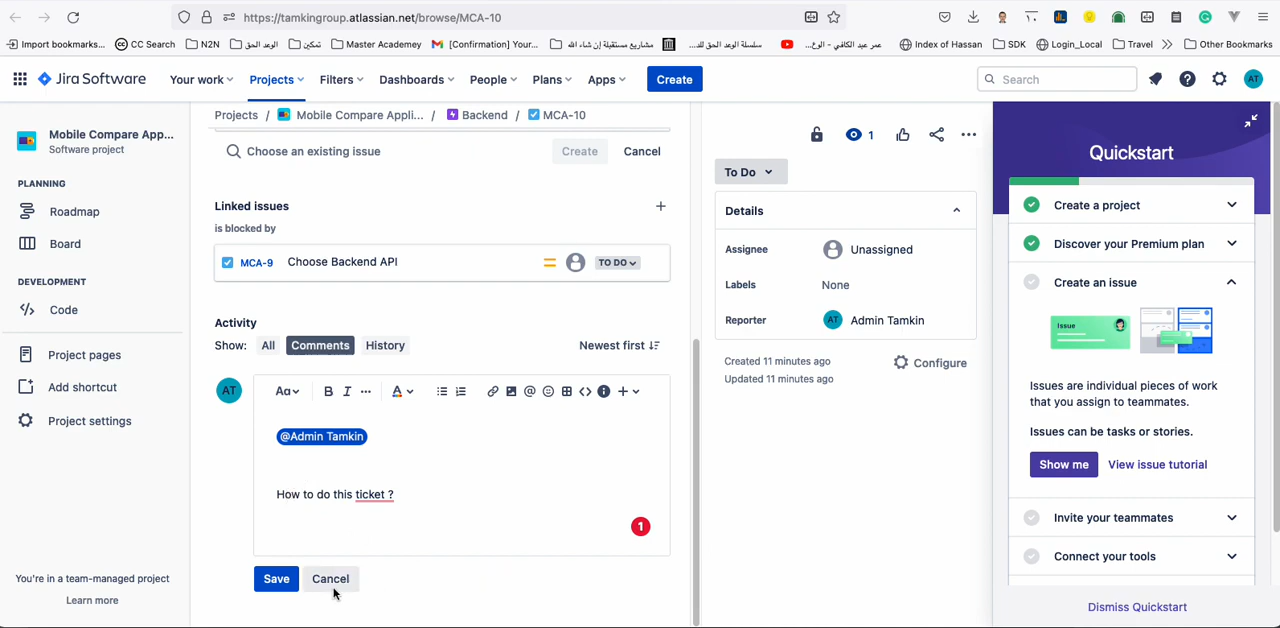 https://tamkingroup.atlassian.net/browse/MCA-10
Import bookmarks...
CC Search
N2N
الوعد الحق
تمكين
Master Academey
[Confirmation] Your...
مشاريع مستقبلية إن شاء الله
سلسلة الوعد الحق للد...
عمر عبد الكافي - الوع...
Index of Hassan
SDK
Login_Local
Travel
Other Bookmarks
Jira Software
Your work
Projects
Filters
Dashboards
People
Plans
Apps
Create
Search
AT
Mobile Compare App...
Software project
PLANNING
Roadmap
Board
DEVELOPMENT
Code
Project pages
Add shortcut
Project settings
You're in a team-managed project
Learn more
Projects / Mobile Compare Appli... / Backend / MCA-10
Choose an existing issue
Create
Cancel
Linked issues
is blocked by
MCA-9 Choose Backend API
TO DO
Activity
Show: All Comments History
Newest first
AT
Aa B I ... A
@Admin Tamkin
How to do this ticket ?
1
Save
Cancel
1
To Do
Details
Assignee Unassigned
Labels None
Reporter AT Admin Tamkin
Created 11 minutes ago
Updated 11 minutes ago
Configure
Quickstart
Create a project
Discover your Premium plan
Create an issue
Issue
Issues are individual pieces of work
that you assign to teammates.
Issues can be tasks or stories.
Show me
View issue tutorial
Invite your teammates
Connect your tools
Dismiss Quickstart